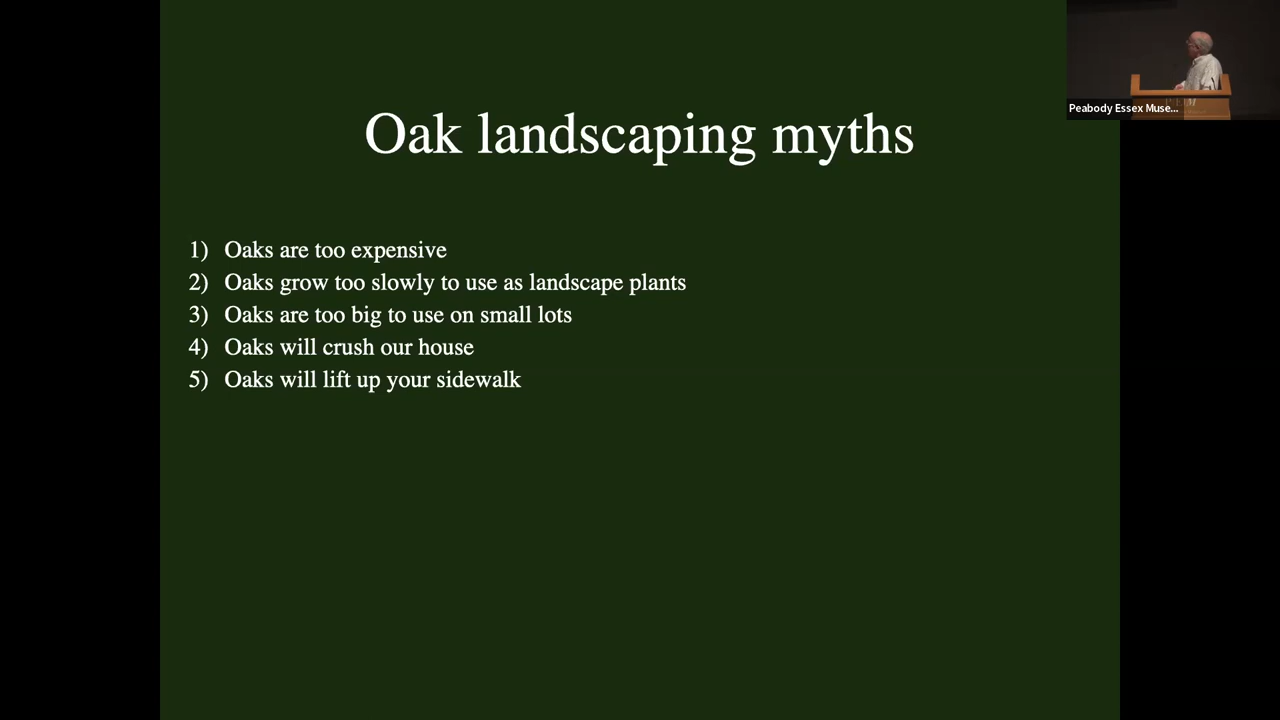 Oak landscaping myths
1) Oaks are too expensive
2) Oaks grow too slowly to use as landscape plants
3) Oaks are too big to use on small lots
4) Oaks will crush our house
5) Oaks will lift up your sidewalk
Peabody Essex Muse...